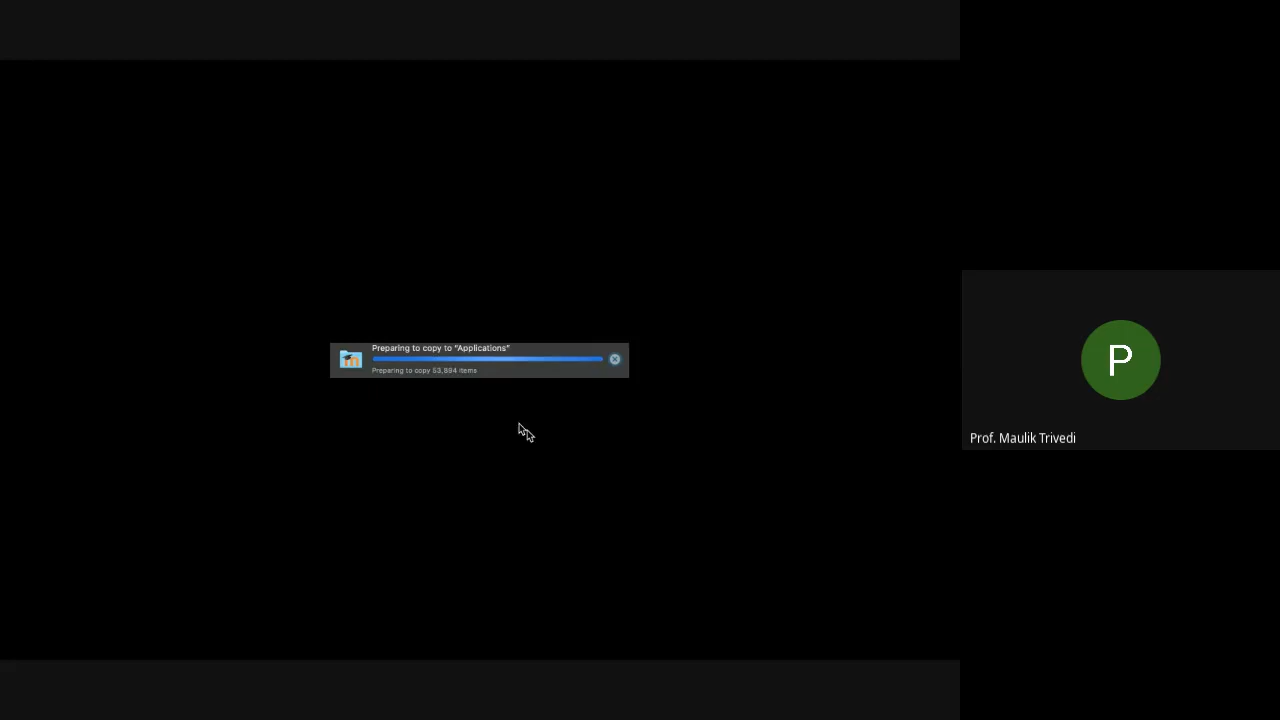 Preparing to copy to “Applications”
Preparing to copy 53,894 items
P
Prof. Maulik Trivedi